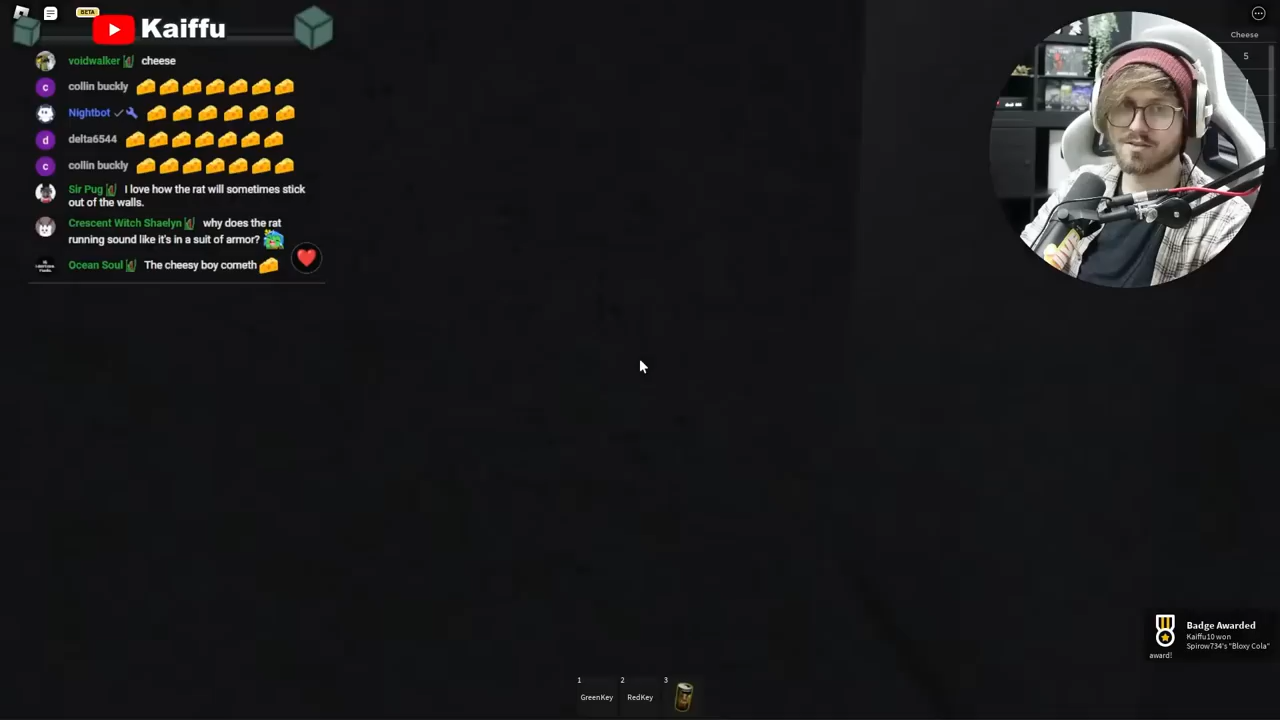 BETA
Kaiffu
Cheese
5
voidwalker cheese
c collin buckly 🧀🧀🧀🧀🧀🧀🧀
Nightbot 🧀🧀🧀🧀🧀🧀
d delta6544 🧀🧀🧀🧀🧀🧀🧀
c collin buckly 🧀🧀🧀🧀🧀🧀🧀
Sir Pug I love how the rat will sometimes stick
out of the walls.
Crescent Witch Shaelyn why does the rat
running sound like it's in a suit of armor?
Ocean Soul The cheesy boy cometh 🧀
Badge Awarded
Kaiffu10 won
Spirow734's "Bloxy Cola"
award!
1 2 3
GreenKey RedKey